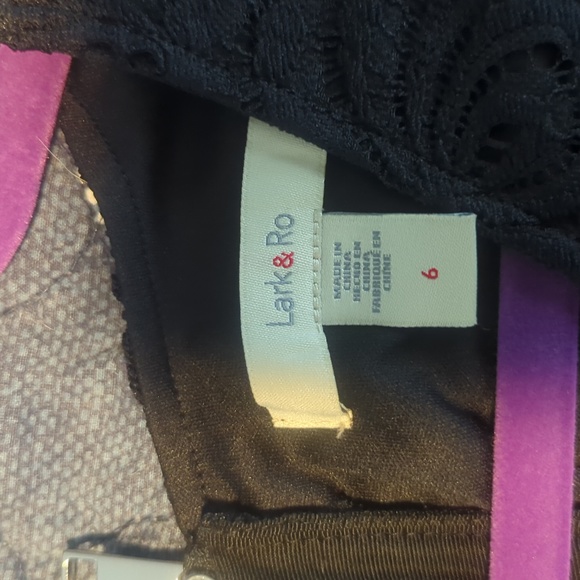 Lark & Ro
MADE IN
CHINA
HECHO EN
CHINA
FABRIQUÉ EN
CHINE
6